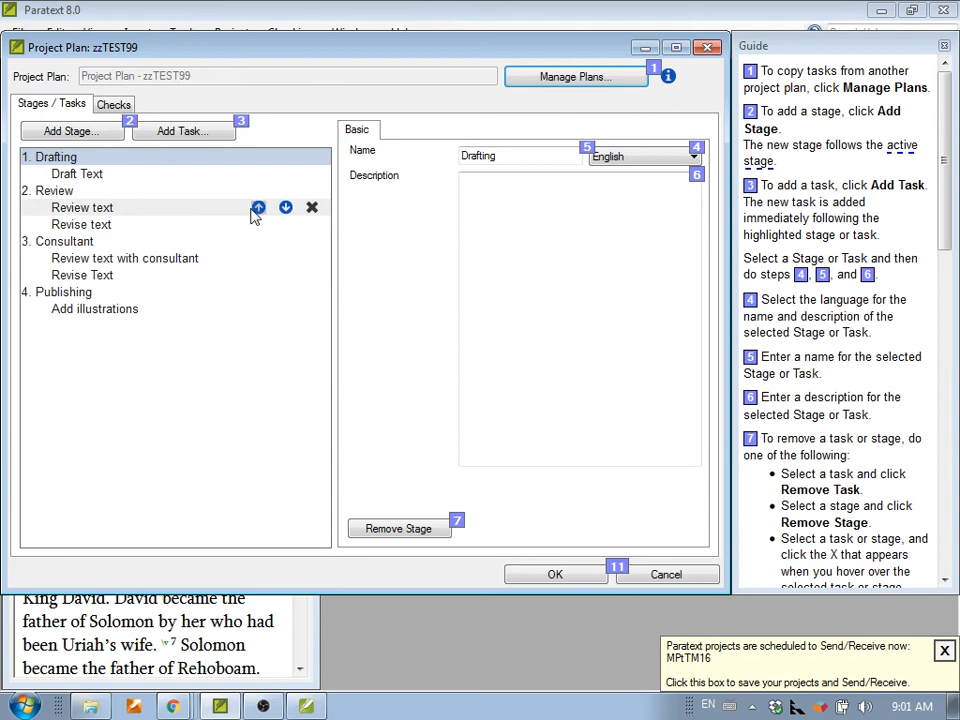 Paratext 8.0
Project Plan: zzTEST99
Project Plan:
Project Plan - zzTEST99
Manage Plans...
1
Stages / Tasks
Checks
Add Stage...
2
Add Task...
3
1. Drafting
Draft Text
2. Review
Review text
Revise text
3. Consultant
Review text with consultant
Revise Text
4. Publishing
Add illustrations
Basic
Name
Drafting
5
English
4
Description
6
Remove Stage
7
OK
11
Cancel
Guide
1 To copy tasks from another
project plan, click Manage Plans.
2 To add a stage, click Add
Stage.
The new stage follows the active
stage.
3 To add a task, click Add Task.
The new task is added
immediately following the
highlighted stage or task.
Select a Stage or Task and then
do steps 4, 5, and 6.
4 Select the language for the
name and description of the
selected Stage or Task.
5 Enter a name for the selected
Stage or Task.
6 Enter a description for the
selected Stage or Task.
7 To remove a task or stage, do
one of the following:
• Select a task and click
Remove Task.
• Select a stage and click
Remove Stage.
• Select a task or stage, and
click the X that appears
when you hover over the
selected task or stage
King David. David became the
father of Solomon by her who had
been Uriah's wife. 7 Solomon
became the father of Rehoboam.
Paratext projects are scheduled to Send/Receive now:
MPtTM16
Click this box to save your projects and Send/Receive.
EN
9:01 AM